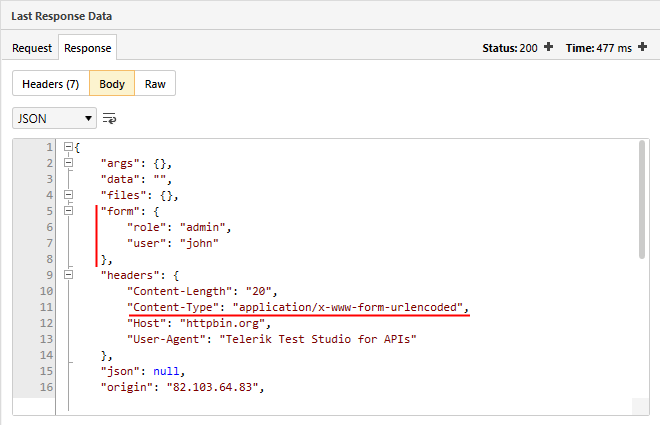 Last Response Data
Request Response Status: 200 Time: 477 ms
Headers (7) Body Raw
JSON
1 {
2 "args": {},
3 "data": "",
4 "files": {},
5 "form": {
6 "role": "admin",
7 "user": "john"
8 },
9 "headers": {
10 "Content-Length": "20",
11 "Content-Type": "application/x-www-form-urlencoded",
12 "Host": "httpbin.org",
13 "User-Agent": "Telerik Test Studio for APIs"
14 },
15 "json": null,
16 "origin": "82.103.64.83",